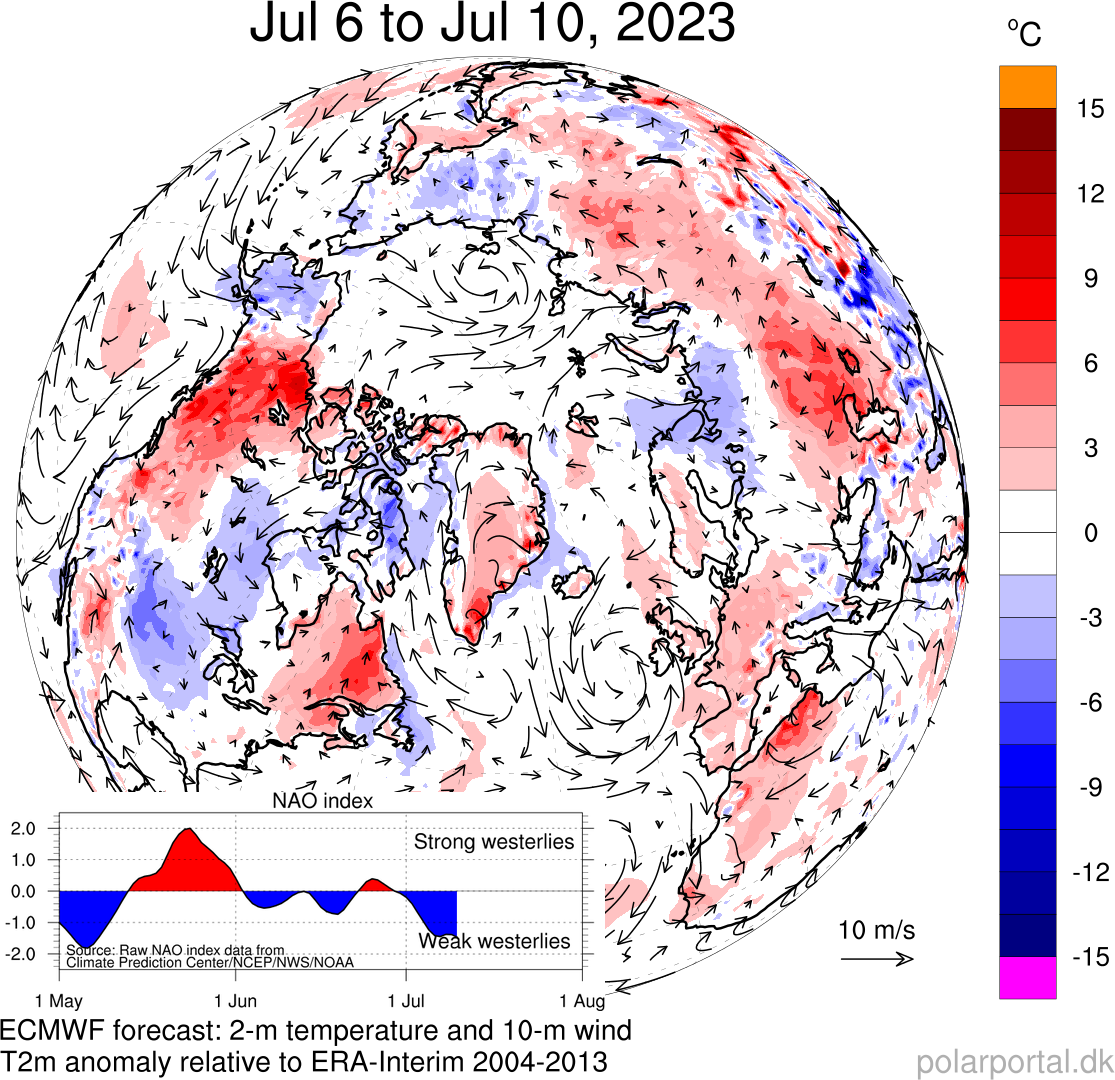 Jul 6 to Jul 10, 2023
°C
15
12
9
6
3
0
-3
-6
-9
-12
-15
10 m/s
NAO index
2.0
1.0
0.0
-1.0
-2.0
Strong westerlies
Weak westerlies
Source: Raw NAO index data from
Climate Prediction Center/NCEP/NWS/NOAA
1 May
1 Jun
1 Jul
1 Aug
ECMWF forecast: 2-m temperature and 10-m wind
T2m anomaly relative to ERA-Interim 2004-2013
polarportal.dk